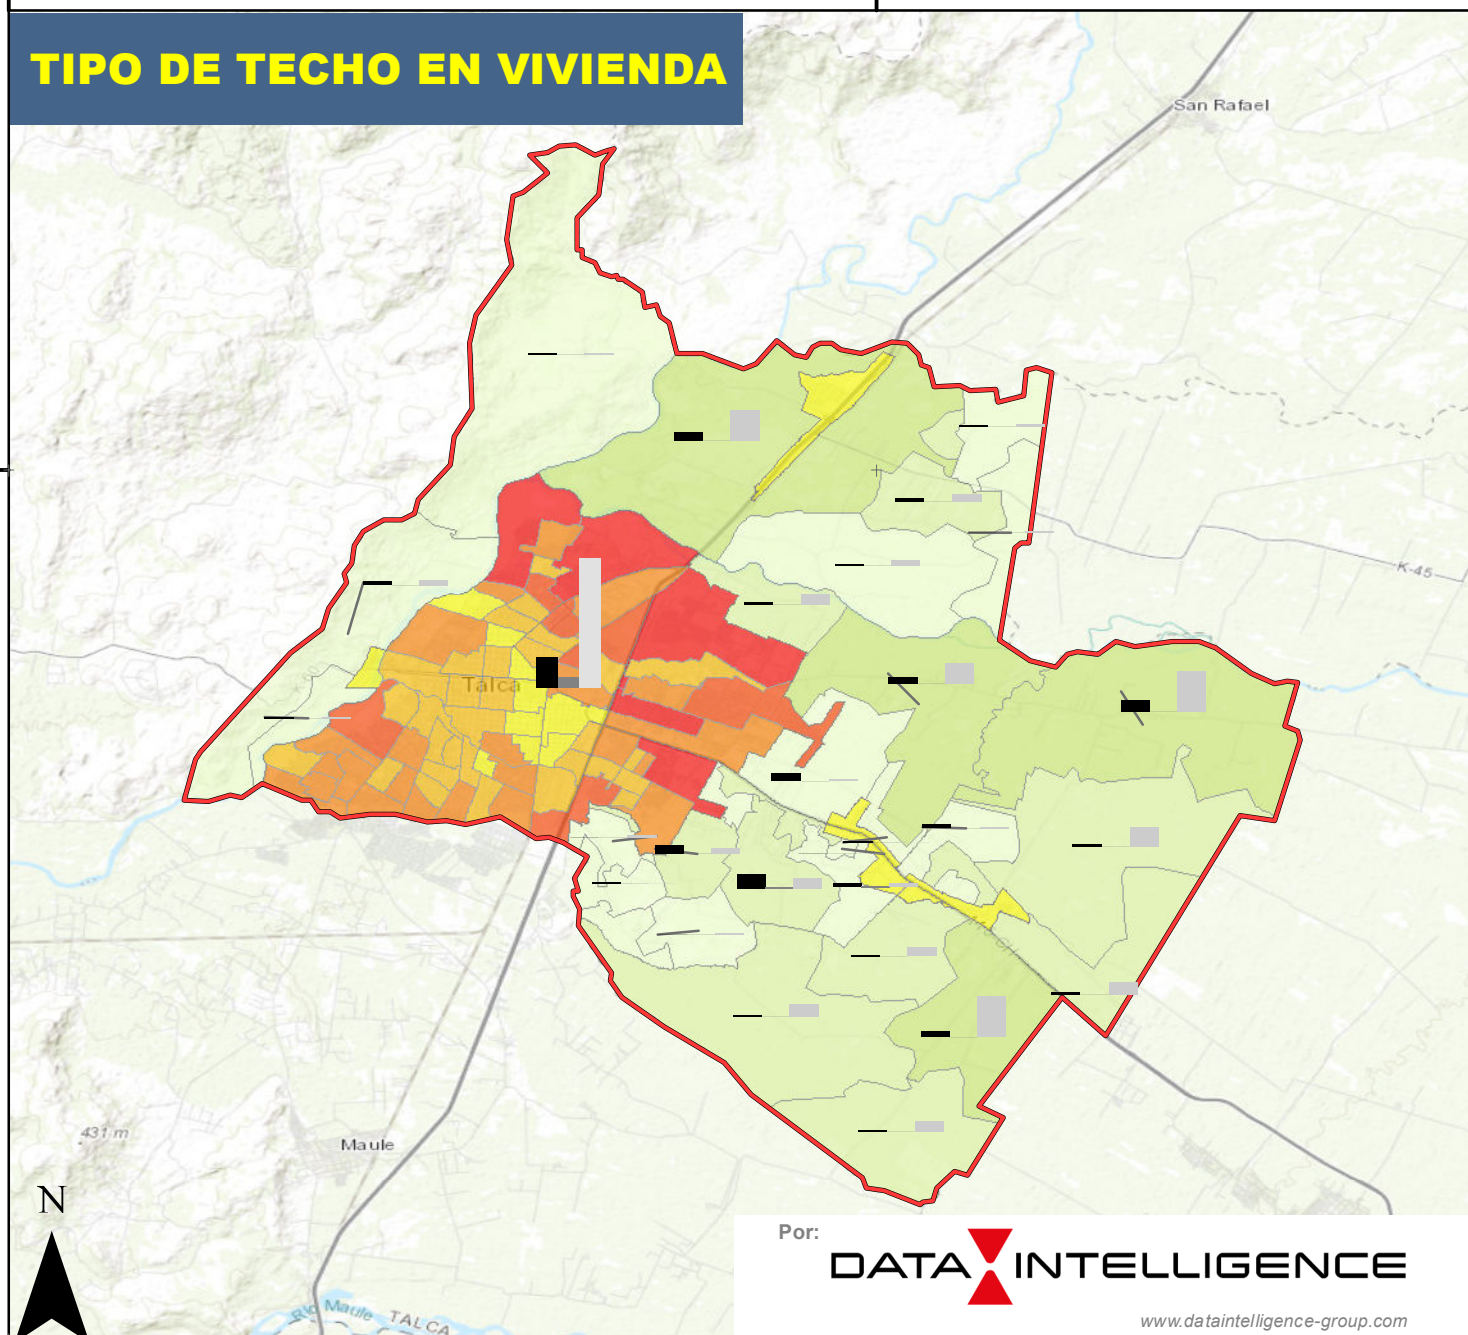 TIPO DE TECHO EN VIVIENDA
San Rafael
K-45
Talca
431 m
Maule
N
Río Maule
TALCA
Por:
DATA INTELLIGENCE
www.dataintelligence-group.com